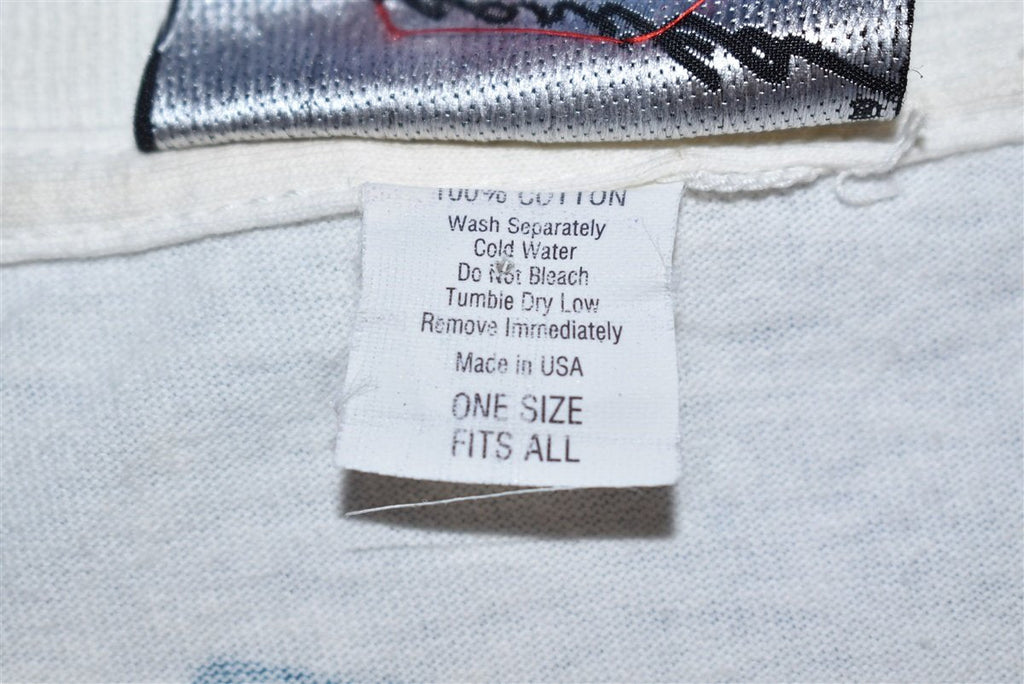 100% COTTON
Wash Separately
Cold Water
Do Not Bleach
Tumble Dry Low
Remove Immediately
Made in USA
ONE SIZE
FITS ALL